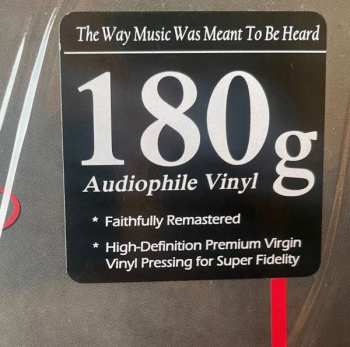 The Way Music Was Meant To Be Heard
180g
Audiophile Vinyl
* Faithfully Remastered
* High-Definition Premium Virgin
Vinyl Pressing for Super Fidelity